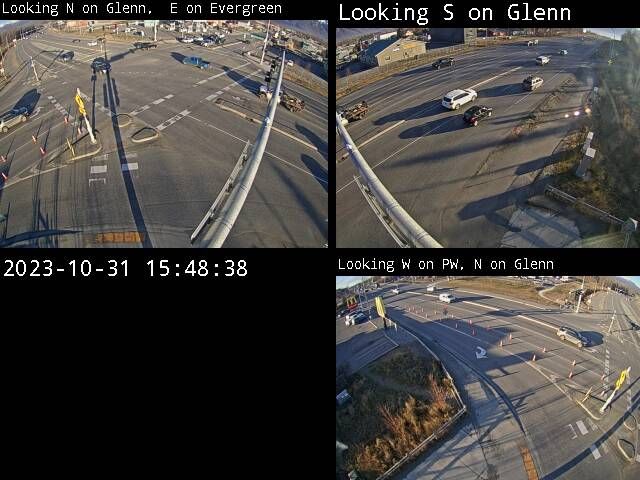 Looking N on Glenn,  E on Evergreen
Looking S on Glenn
2023-10-31 15:48:38
Looking W on PW, N on Glenn